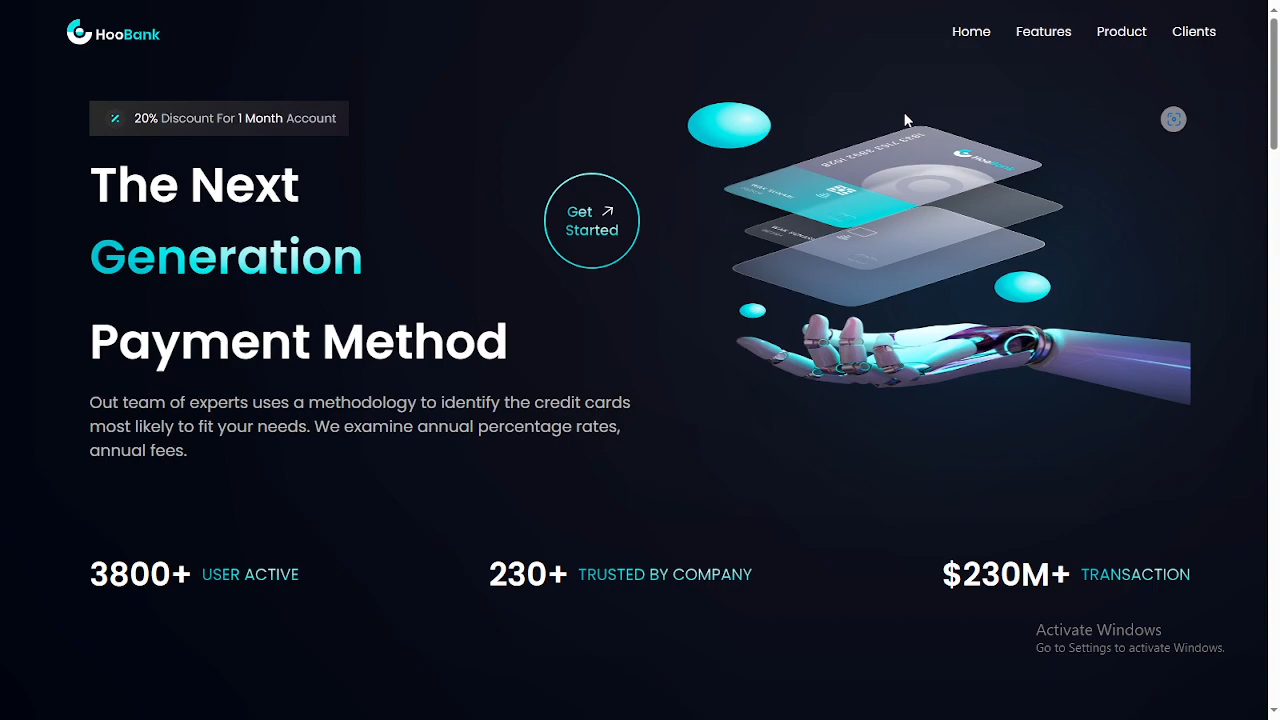 HooBank
Home Features Product Clients
20% Discount For 1 Month Account
The Next
Generation
Payment Method
Get
Started
Out team of experts uses a methodology to identify the credit cards
most likely to fit your needs. We examine annual percentage rates,
annual fees.
HooBank
3800+ USER ACTIVE
230+ TRUSTED BY COMPANY
$230M+ TRANSACTION
Activate Windows
Go to Settings to activate Windows.